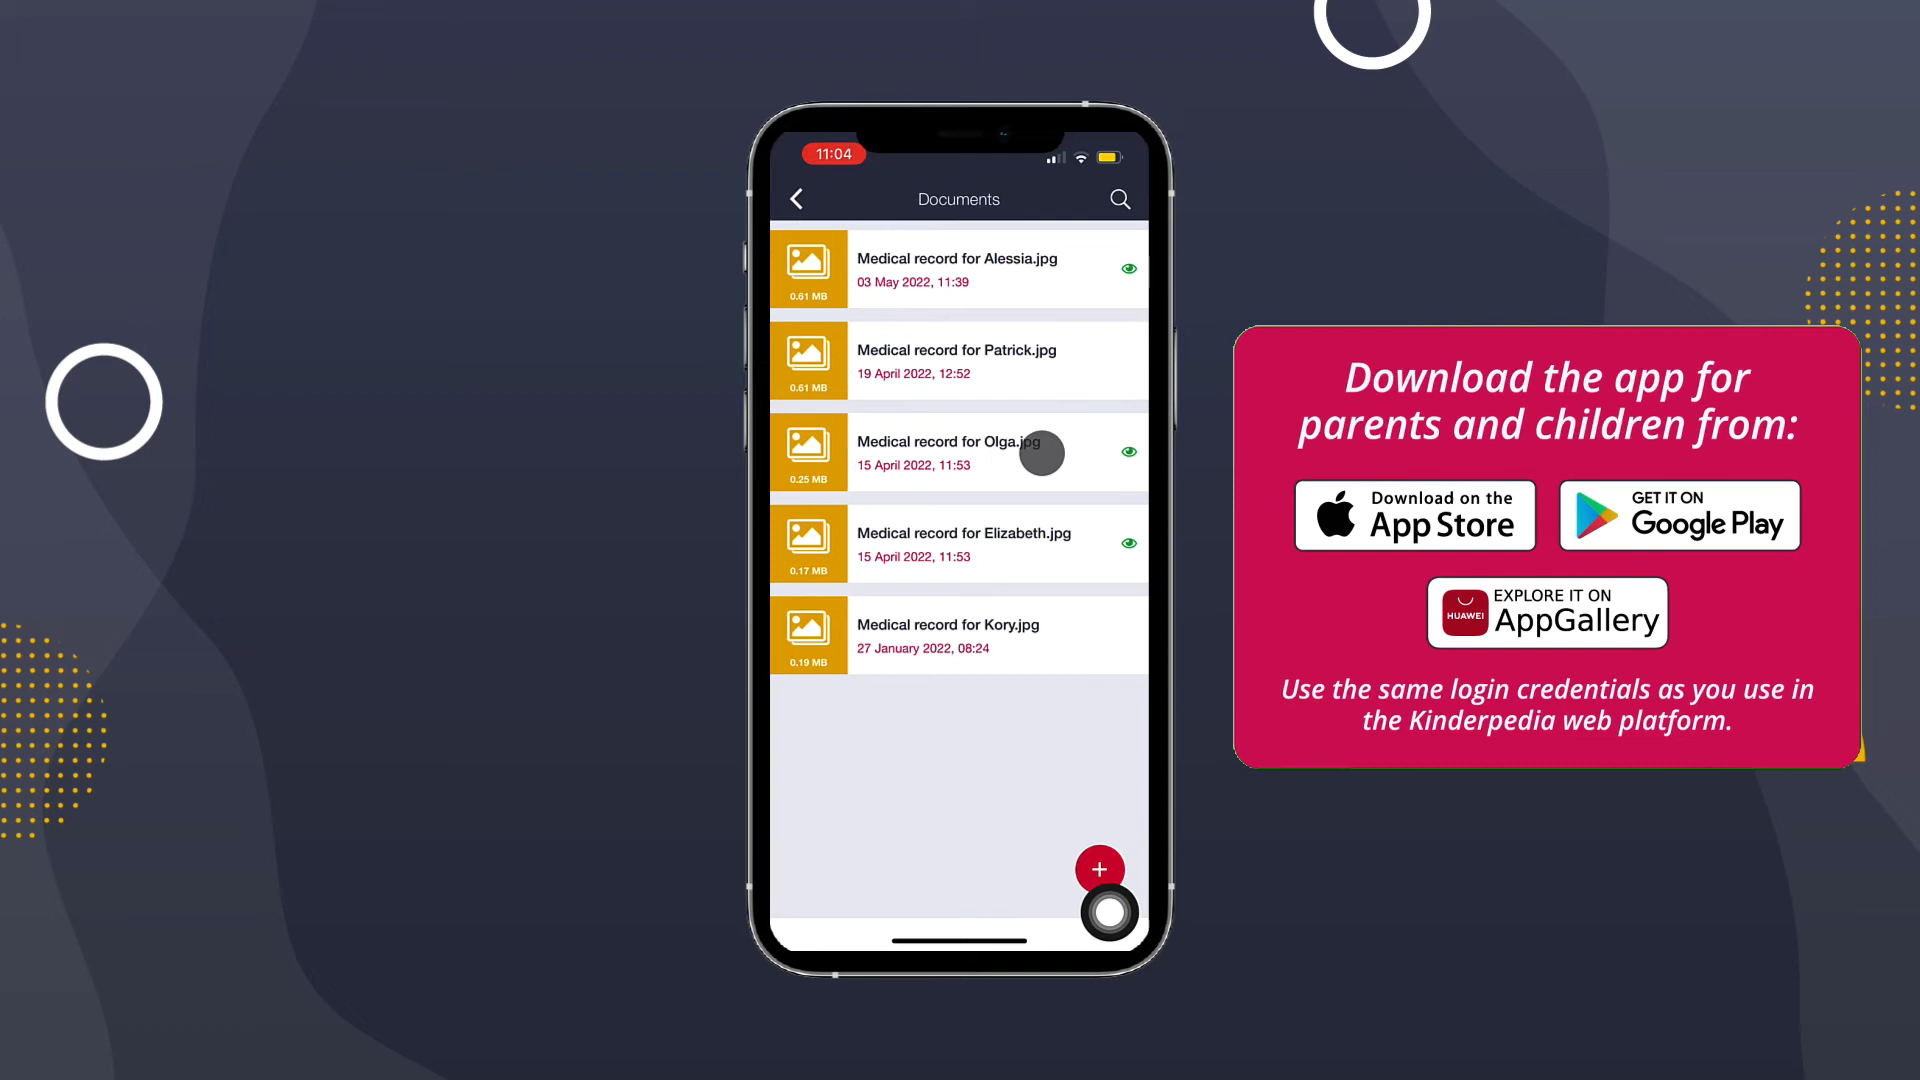 11:04
Documents
Medical record for Alessia.jpg
03 May 2022, 11:39
0.61 MB
Medical record for Patrick.jpg
19 April 2022, 12:52
0.61 MB
Medical record for Olga.jpg
15 April 2022, 11:53
0.25 MB
Medical record for Elizabeth.jpg
15 April 2022, 11:53
0.17 MB
Medical record for Kory.jpg
27 January 2022, 08:24
0.19 MB
+
Download the app for
parents and children from:
Download on the
App Store
GET IT ON
Google Play
HUAWEI
EXPLORE IT ON
AppGallery
Use the same login credentials as you use in
the Kinderpedia web platform.